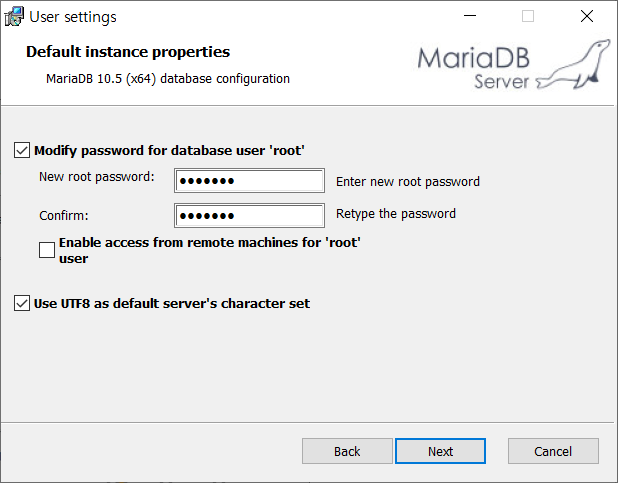 User settings
Default instance properties
MariaDB 10.5 (x64) database configuration
MariaDB
Server
Modify password for database user 'root'
New root password: ●●●●●●● Enter new root password
Confirm: ●●●●●●● Retype the password
Enable access from remote machines for 'root'
user
Use UTF8 as default server's character set
Back Next Cancel